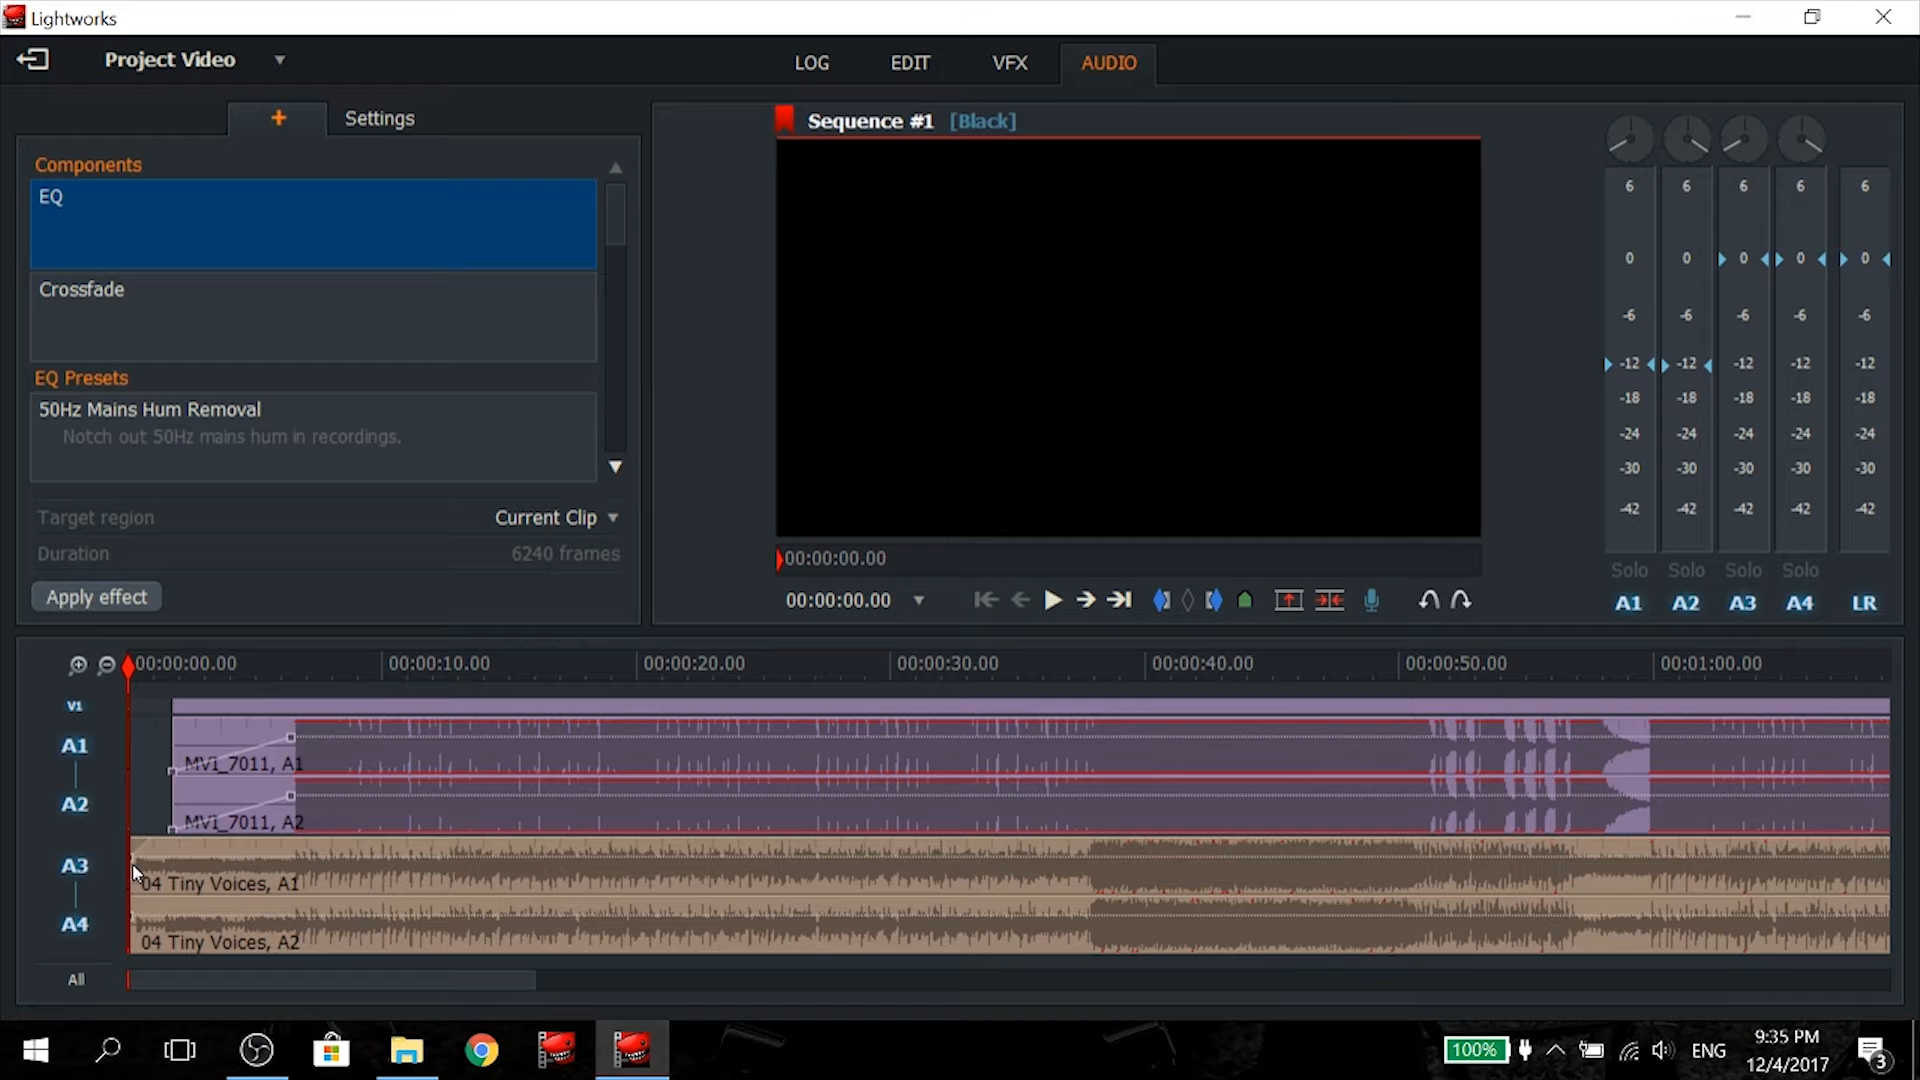 Lightworks
Project Video
LOG
EDIT
VFX
AUDIO
+
Settings
Components
EQ
Crossfade
EQ Presets
50Hz Mains Hum Removal
Notch out 50Hz mains hum in recordings.
Target region
Current Clip
Duration
6240 frames
Apply effect
Sequence #1 [Black]
00:00:00.00
00:00:00.00
6 6 6 6 6
0 0 0 0 0
-6 -6 -6 -6 -6
-12 -12 -12 -12 -12
-18 -18 -18 -18 -18
-24 -24 -24 -24 -24
-30 -30 -30 -30 -30
-42 -42 -42 -42 -42
Solo Solo Solo Solo
A1 A2 A3 A4 LR
00:00:00.00 00:00:10.00 00:00:20.00 00:00:30.00 00:00:40.00 00:00:50.00 00:01:00.00
V1
A1
MVI_7011, A1
A2
MVI_7011, A2
A3
04 Tiny Voices, A1
A4
04 Tiny Voices, A2
All
100%
ENG
9:35 PM
12/4/2017
3